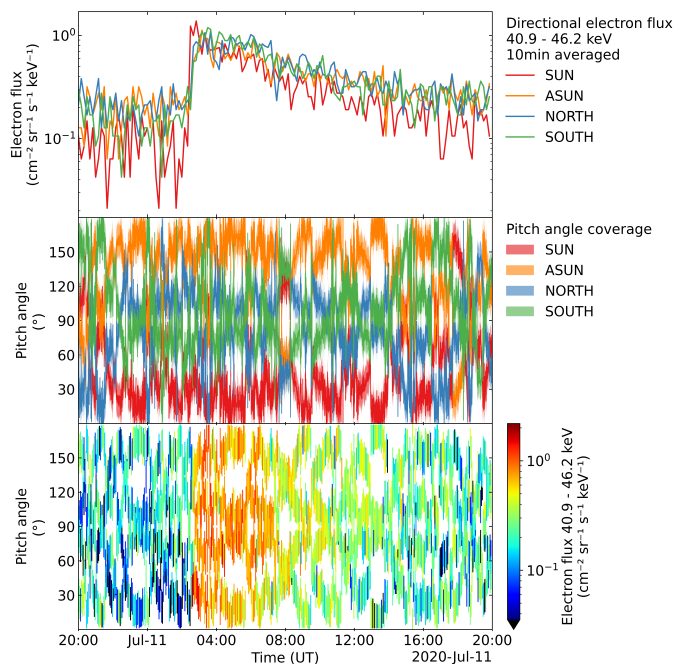 Directional electron flux
40.9 - 46.2 keV
10min averaged
SUN
ASUN
NORTH
SOUTH
10⁰
10⁻¹
Electron flux
(cm⁻² sr⁻¹ s⁻¹ keV⁻¹)
Pitch angle coverage
SUN
ASUN
NORTH
SOUTH
150
120
90
60
30
Pitch angle
(°)
150
120
90
60
30
Pitch angle
(°)
10⁰
10⁻¹
Electron flux 40.9 - 46.2 keV
(cm⁻² sr⁻¹ s⁻¹ keV⁻¹)
20:00 Jul-11 04:00 08:00 12:00 16:00 20:00
Time (UT)
2020-Jul-11